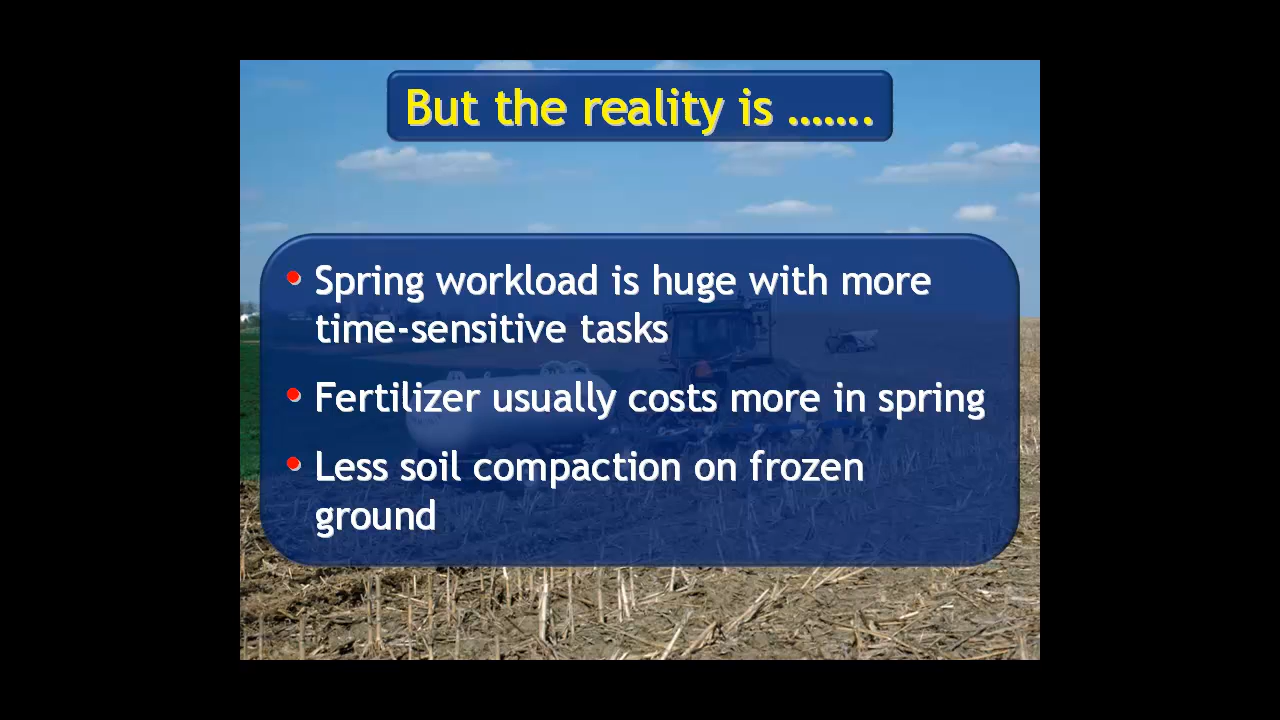 But the reality is .......
• Spring workload is huge with more
time-sensitive tasks
• Fertilizer usually costs more in spring
• Less soil compaction on frozen
ground